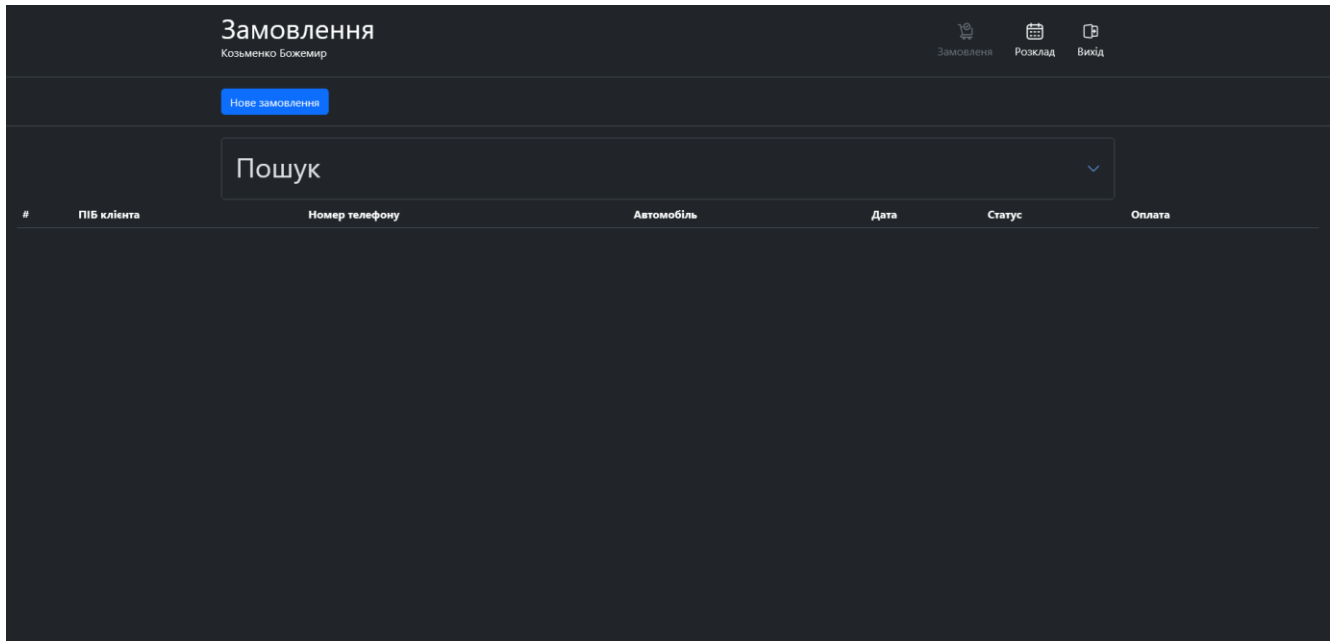 Замовлення
Козьменко Божемир
Замовленя Розклад Вихід
Нове замовлення
Пошук
# ПІБ клієнта Номер телефону Автомобіль Дата Статус Оплата